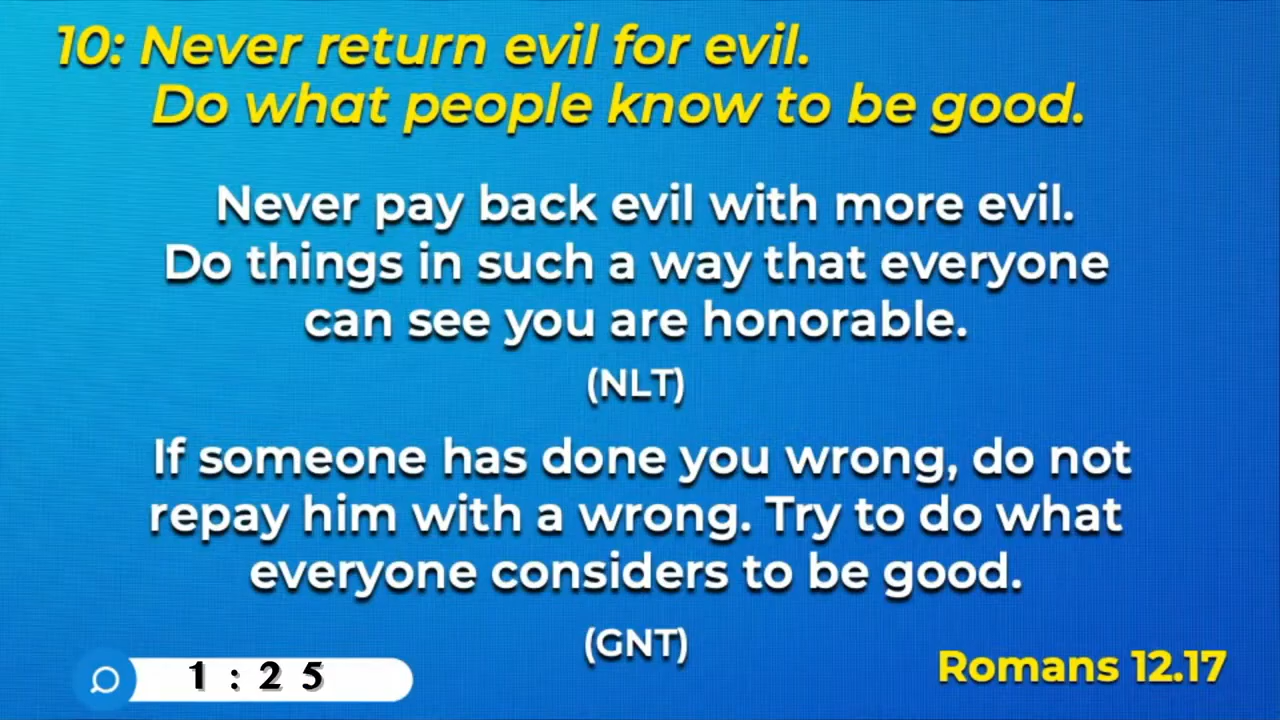 10: Never return evil for evil.
Do what people know to be good.
Never pay back evil with more evil.
Do things in such a way that everyone
can see you are honorable.
(NLT)
If someone has done you wrong, do not
repay him with a wrong. Try to do what
everyone considers to be good.
(GNT)
1:25
Romans 12.17